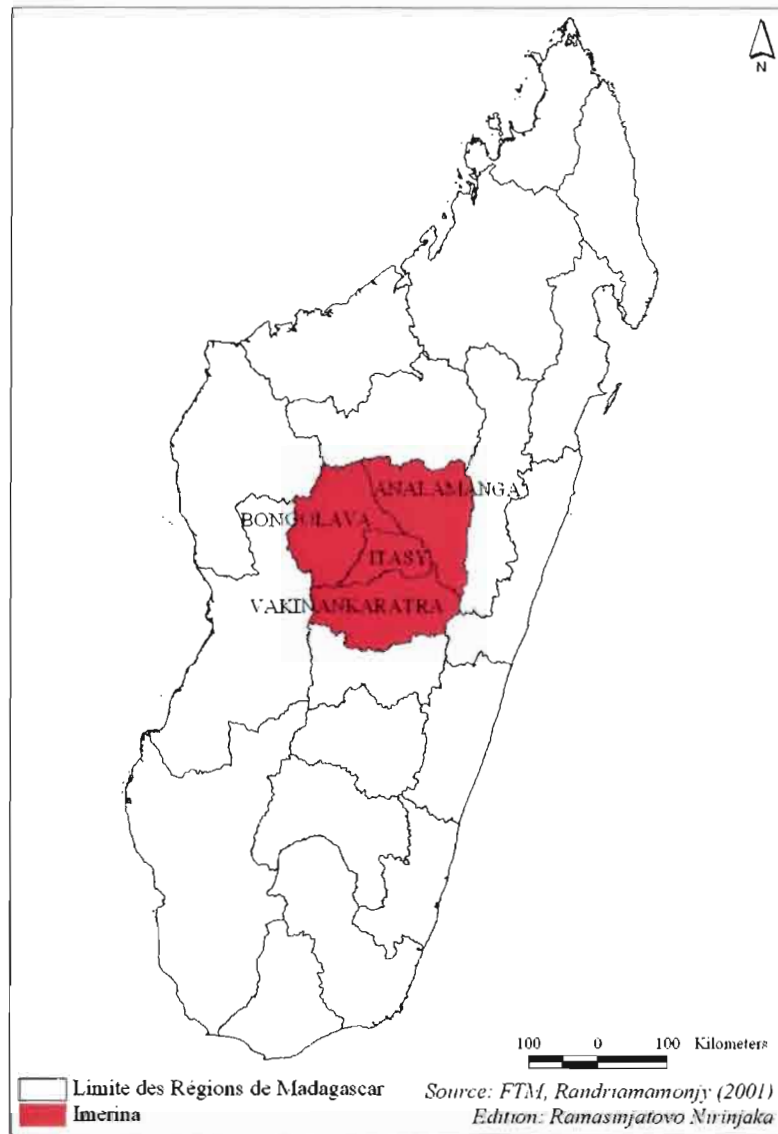 N
ANALAMANGA
BONGOLAVA
ITASY
VAKINANKARATRA
100 0 100 Kilometers
Limite des Régions de Madagascar
Imerina
Source: FTM, Randriamamonjy (2001)
Edition: Ramasinjatovo Nirinjaka